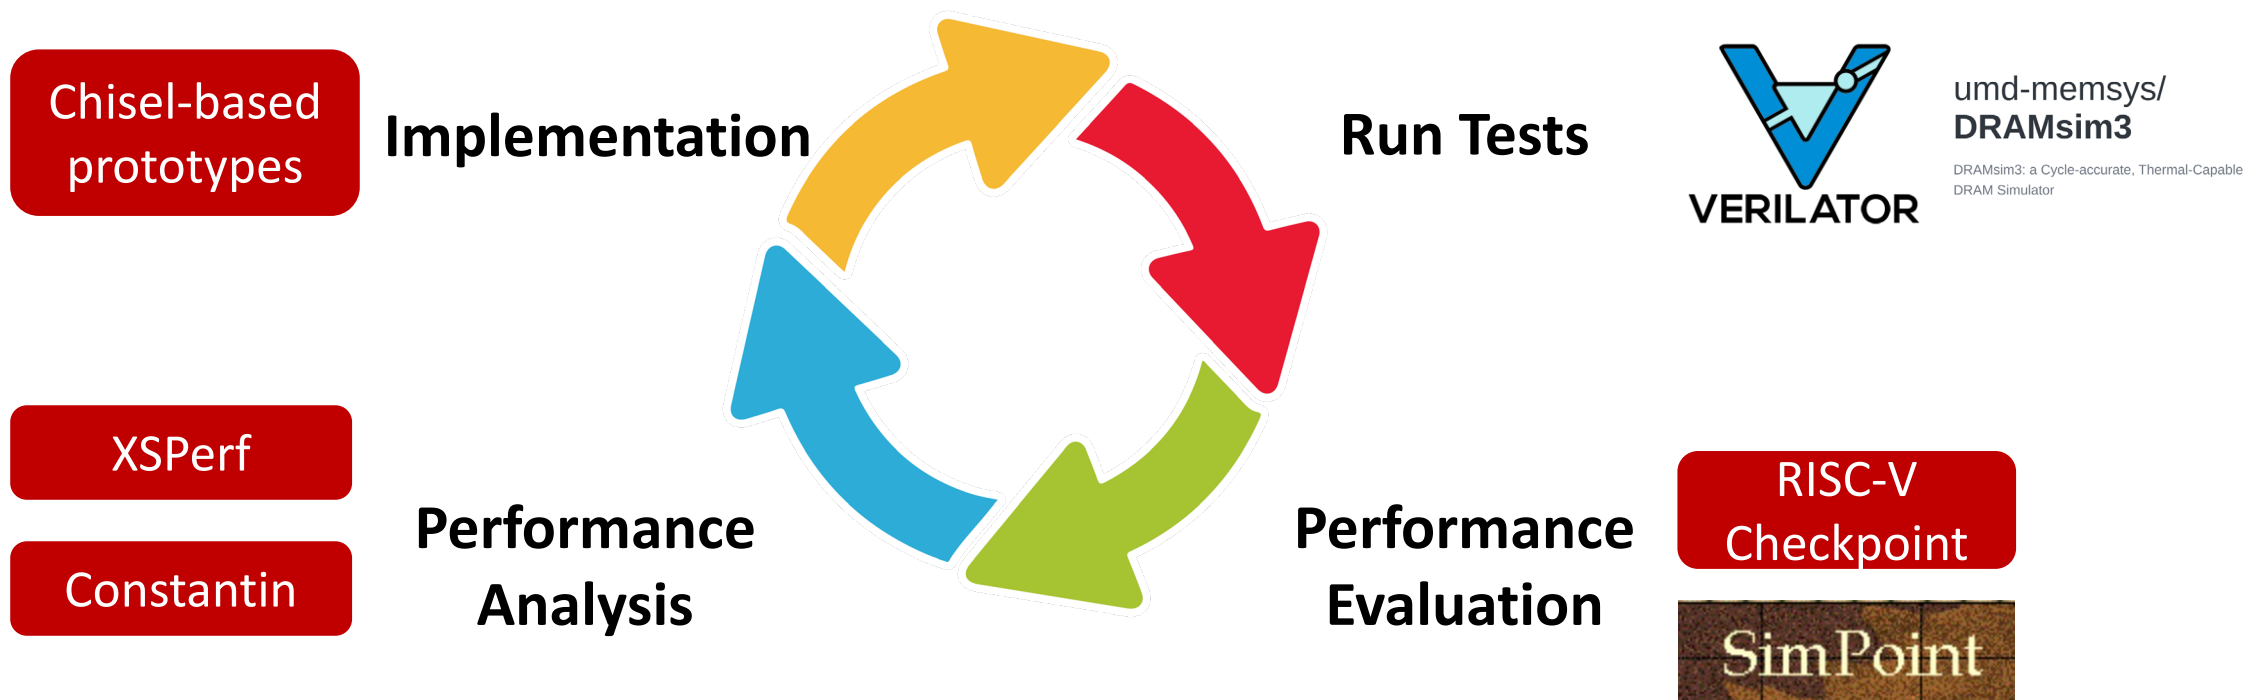 Chisel-based
prototypes
Implementation
Run Tests
VERILATOR
umd-memsys/
DRAMsim3
DRAMsim3: a Cycle-accurate, Thermal-Capable
DRAM Simulator
XSPerf
Constantin
Performance
Analysis
Performance
Evaluation
RISC-V
Checkpoint
SimPoint